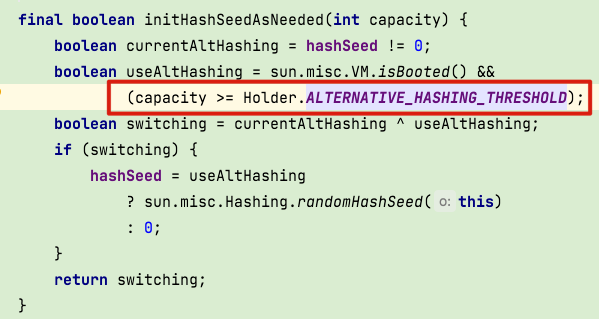 final boolean initHashSeedAsNeeded(int capacity) {
boolean currentAltHashing = hashSeed != 0;
boolean useAltHashing = sun.misc.VM.isBooted() &&
(capacity >= Holder.ALTERNATIVE_HASHING_THRESHOLD);
boolean switching = currentAltHashing ^ useAltHashing;
if (switching) {
hashSeed = useAltHashing
? sun.misc.Hashing.randomHashSeed( o: this)
: 0;
}
return switching;
}